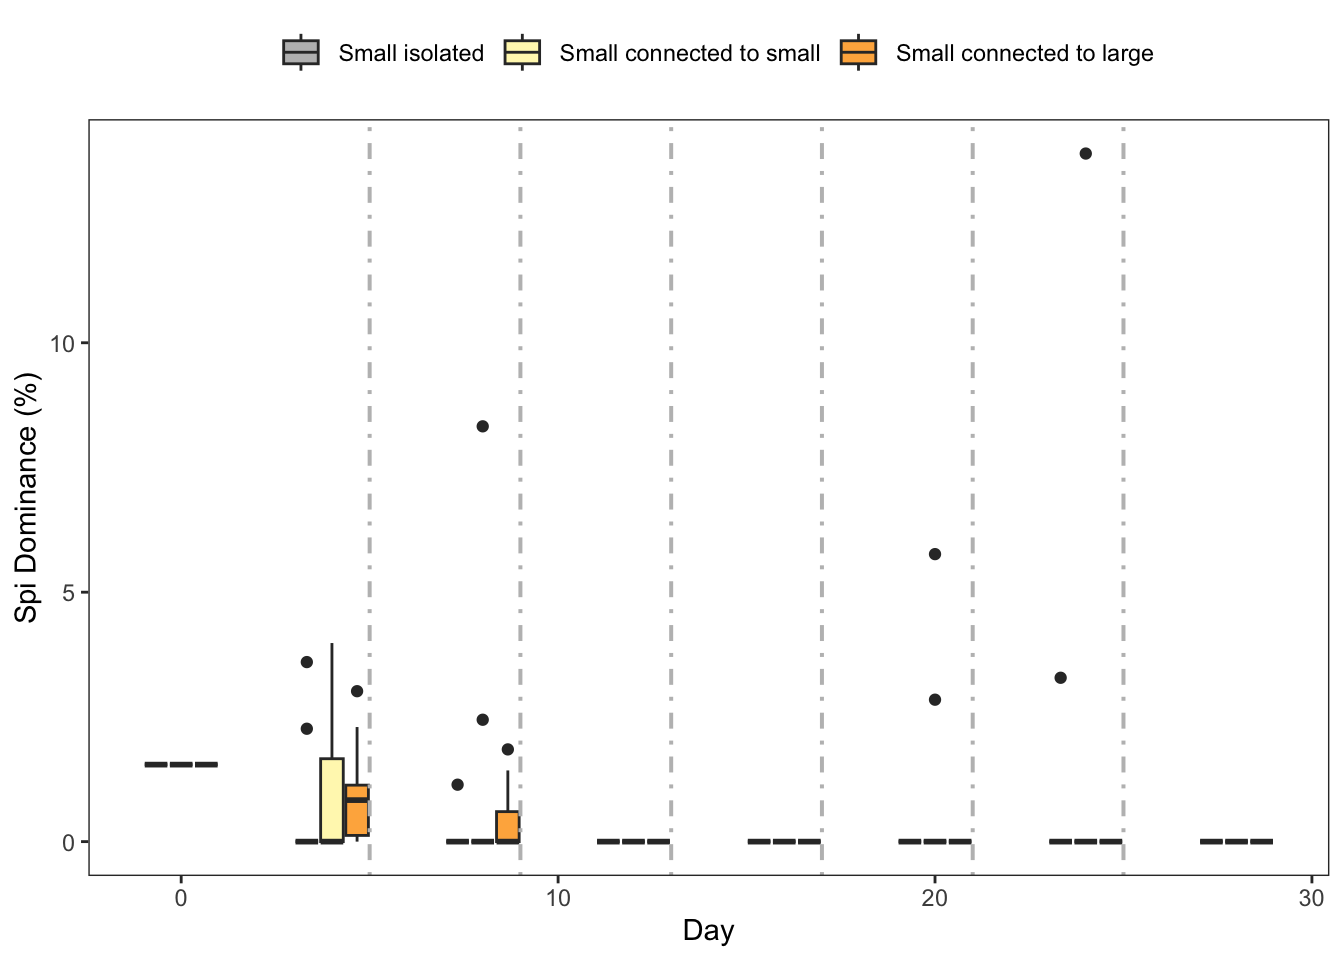 Small isolated Small connected to small Small connected to large
Spi Dominance (%)
10
5
0
0 10 20 30
Day